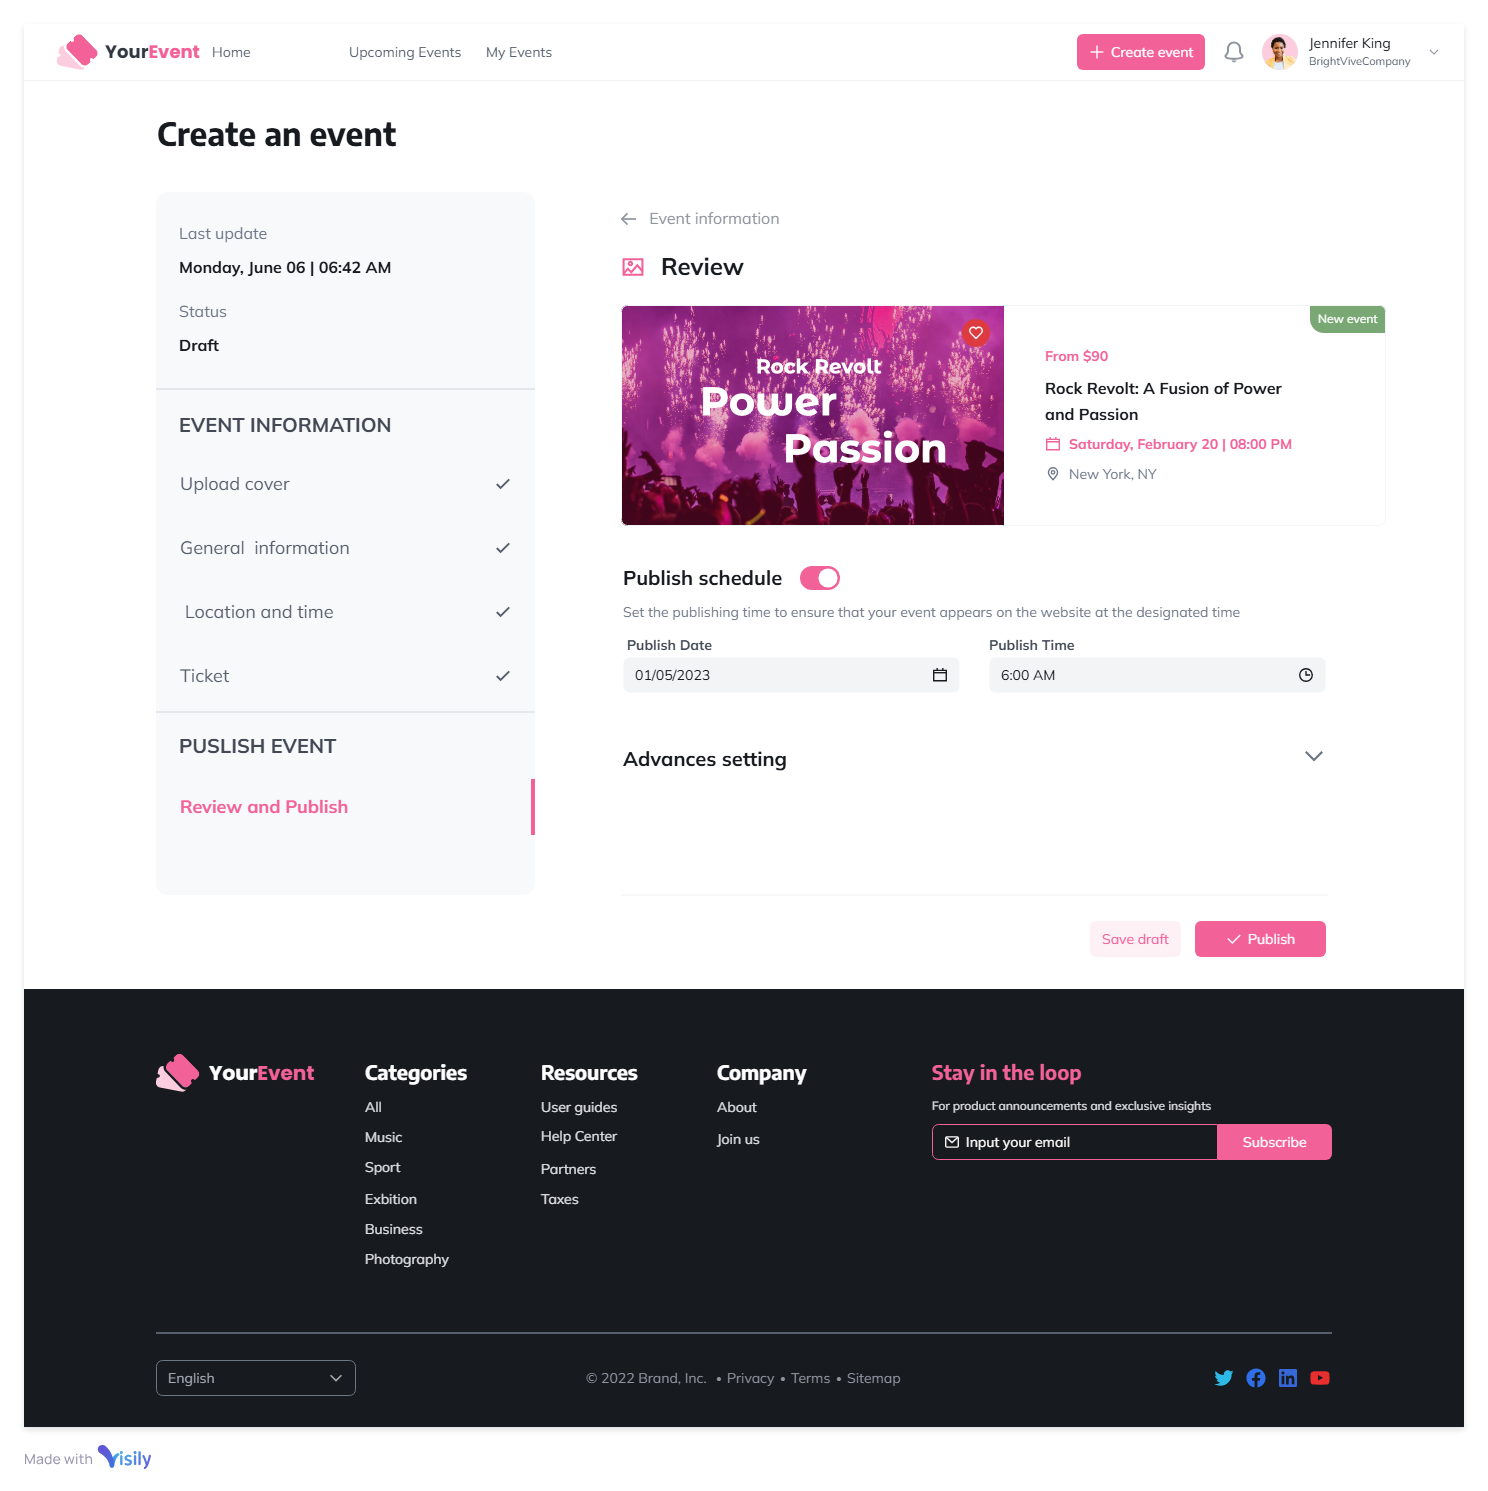 YourEvent
Home
Upcoming Events
My Events
Create event
Jennifer King
BrightViveCompany
Create an event
Last update
Monday, June 06 | 06:42 AM
Status
Draft
EVENT INFORMATION
Upload cover
General information
Location and time
Ticket
PUSLISH EVENT
Review and Publish
Event information
Review
Rock Revolt
Power
Passion
New event
From $90
Rock Revolt: A Fusion of Power
and Passion
Saturday, February 20 | 08:00 PM
New York, NY
Publish schedule
Set the publishing time to ensure that your event appears on the website at the designated time
Publish Date
Publish Time
01/05/2023
6:00 AM
Advances setting
Save draft
Publish
YourEvent
Categories
All
Music
Sport
Exbition
Business
Photography
Resources
User guides
Help Center
Partners
Taxes
Company
About
Join us
Stay in the loop
For product announcements and exclusive insights
Input your email
Subscribe
English
© 2022 Brand, Inc. • Privacy • Terms • Sitemap
Made with Visily